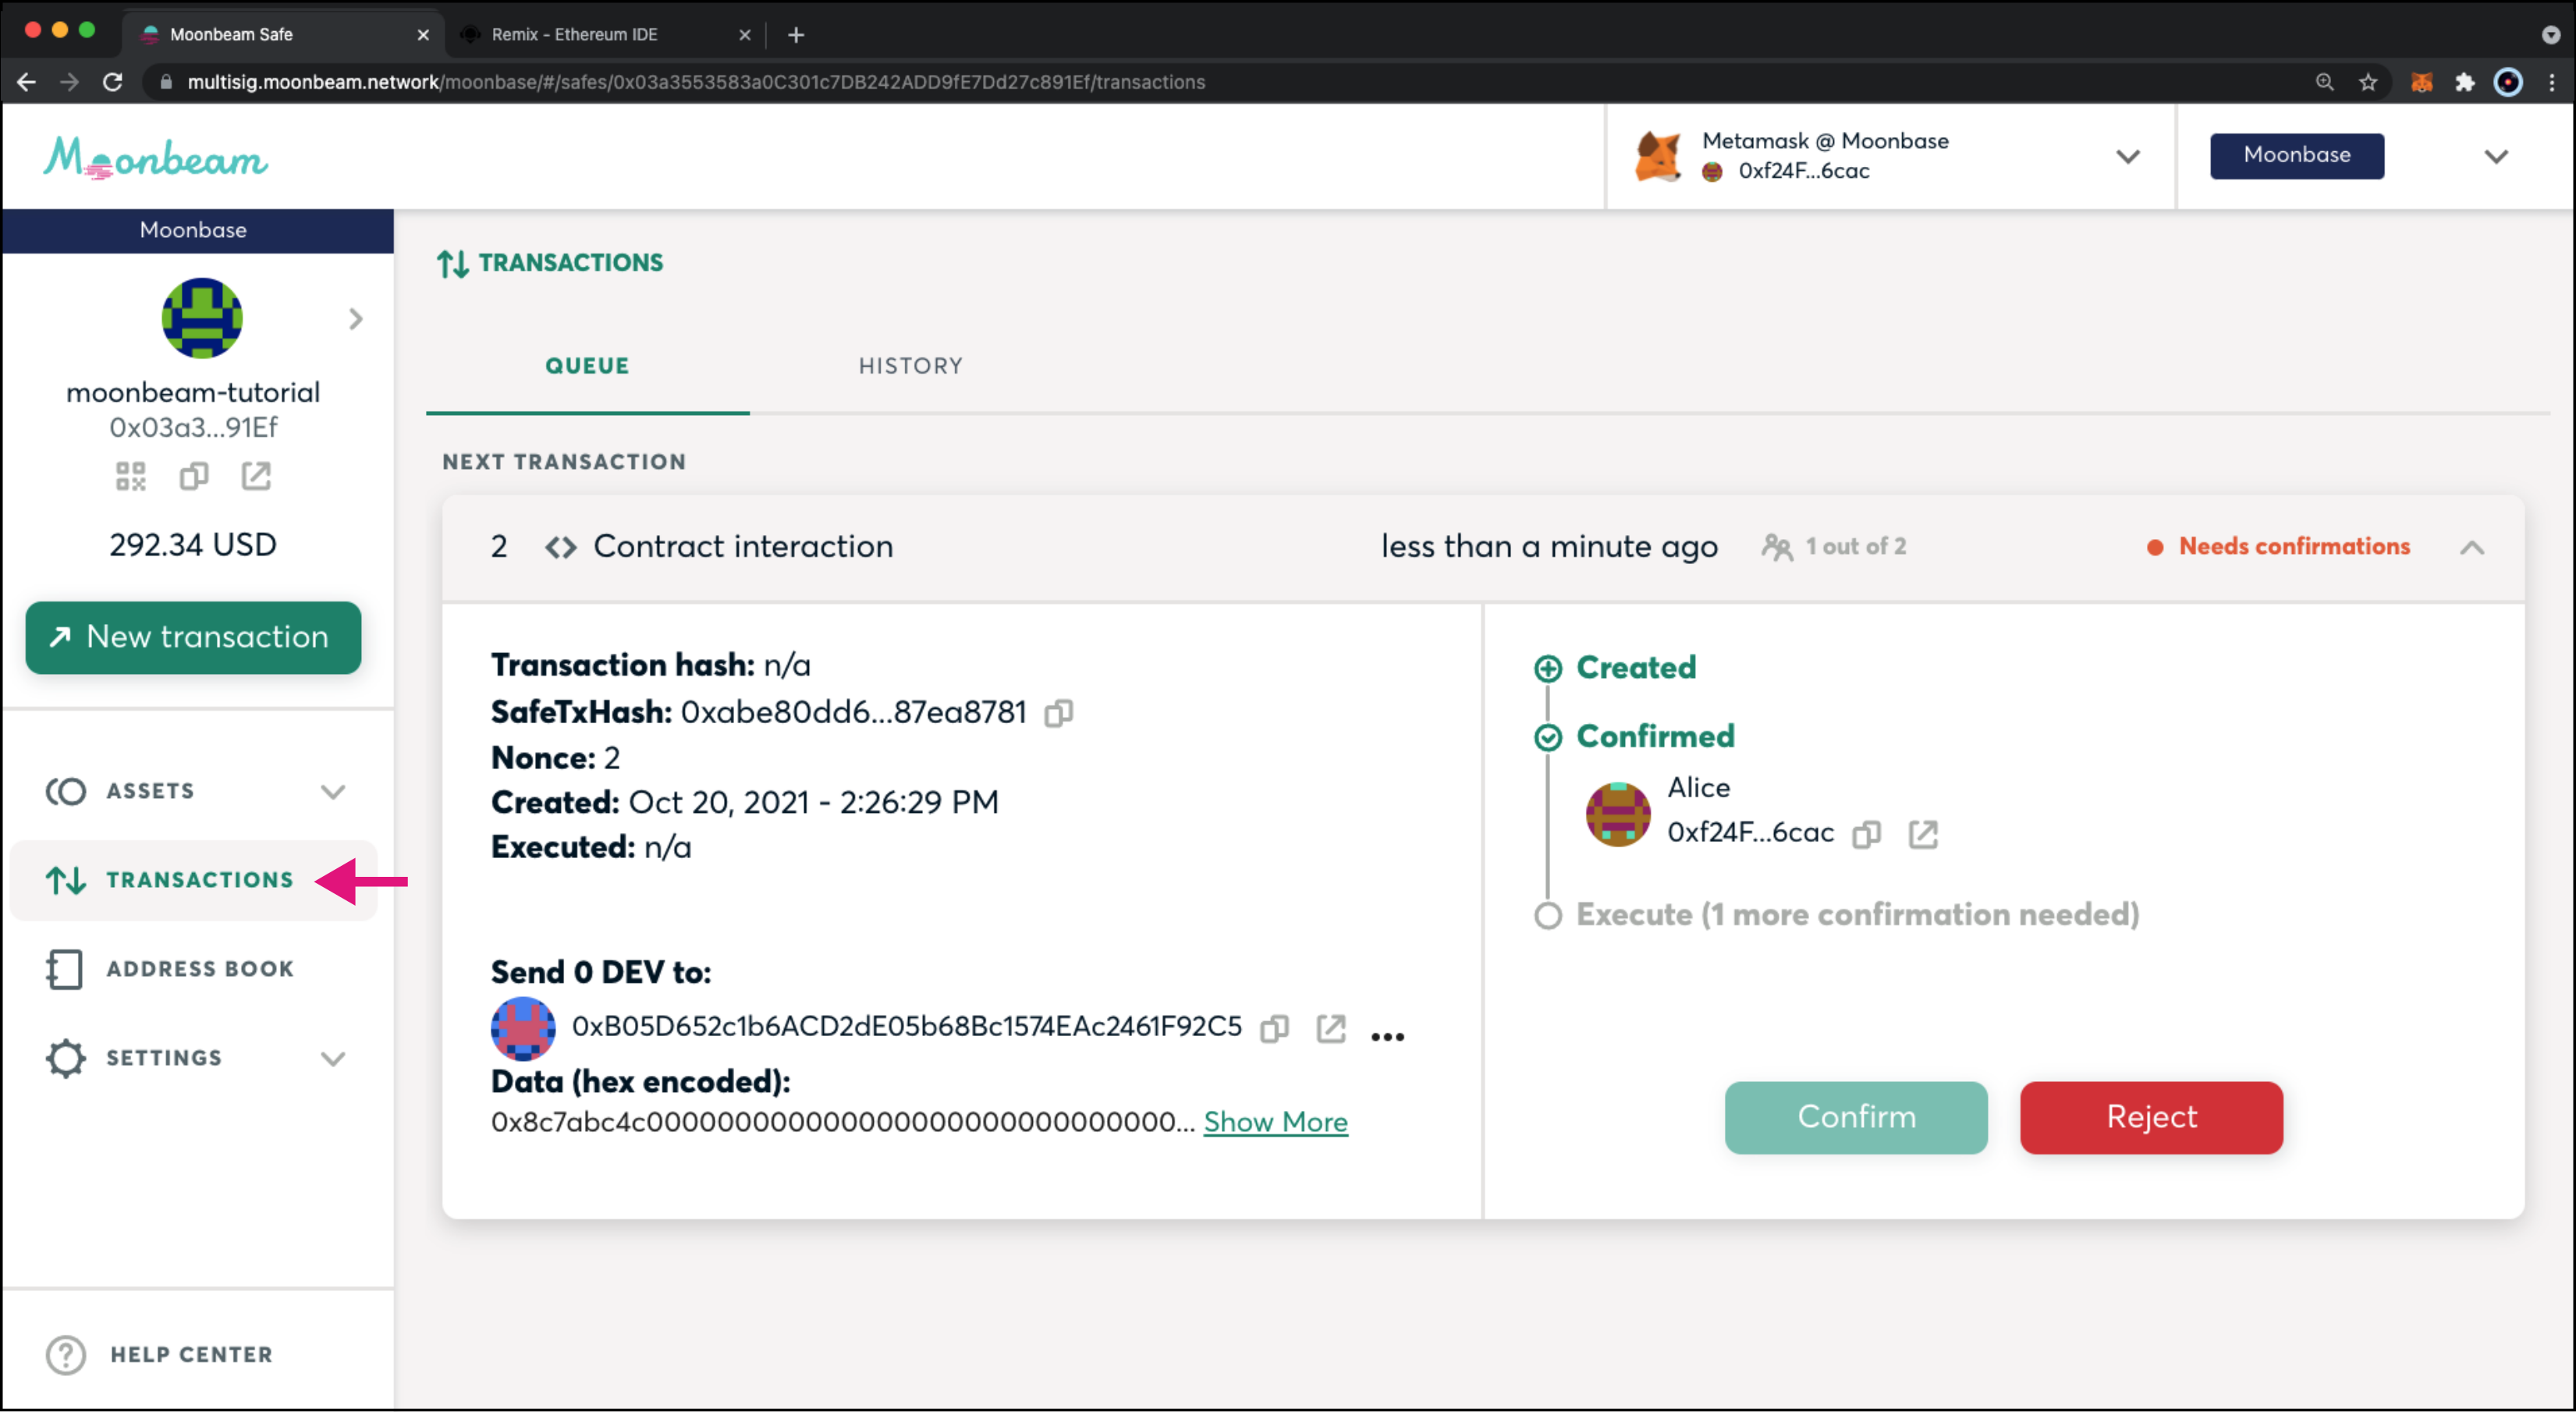 Moonbeam Safe
Remix - Ethereum IDE
multisig.moonbeam.network/moonbase/#/safes/0x03a3553583a0C301c7DB242ADD9fE7Dd27c891Ef/transactions
Moonbeam
Metamask @ Moonbase
0xf24F...6cac
Moonbase
Moonbase
moonbeam-tutorial
0x03a3...91Ef
292.34 USD
New transaction
ASSETS
TRANSACTIONS
ADDRESS BOOK
SETTINGS
HELP CENTER
TRANSACTIONS
QUEUE
HISTORY
NEXT TRANSACTION
2 Contract interaction less than a minute ago 1 out of 2 Needs confirmations
Transaction hash: n/a
SafeTxHash: 0xabe80dd6...87ea8781
Nonce: 2
Created: Oct 20, 2021 - 2:26:29 PM
Executed: n/a
Send 0 DEV to:
0xB05D652c1b6ACD2dE05b68Bc1574EAc2461F92C5
Data (hex encoded):
0x8c7abc4c000000000000000000000000000000... Show More
Created
Confirmed
Alice
0xf24F...6cac
Execute (1 more confirmation needed)
Confirm
Reject